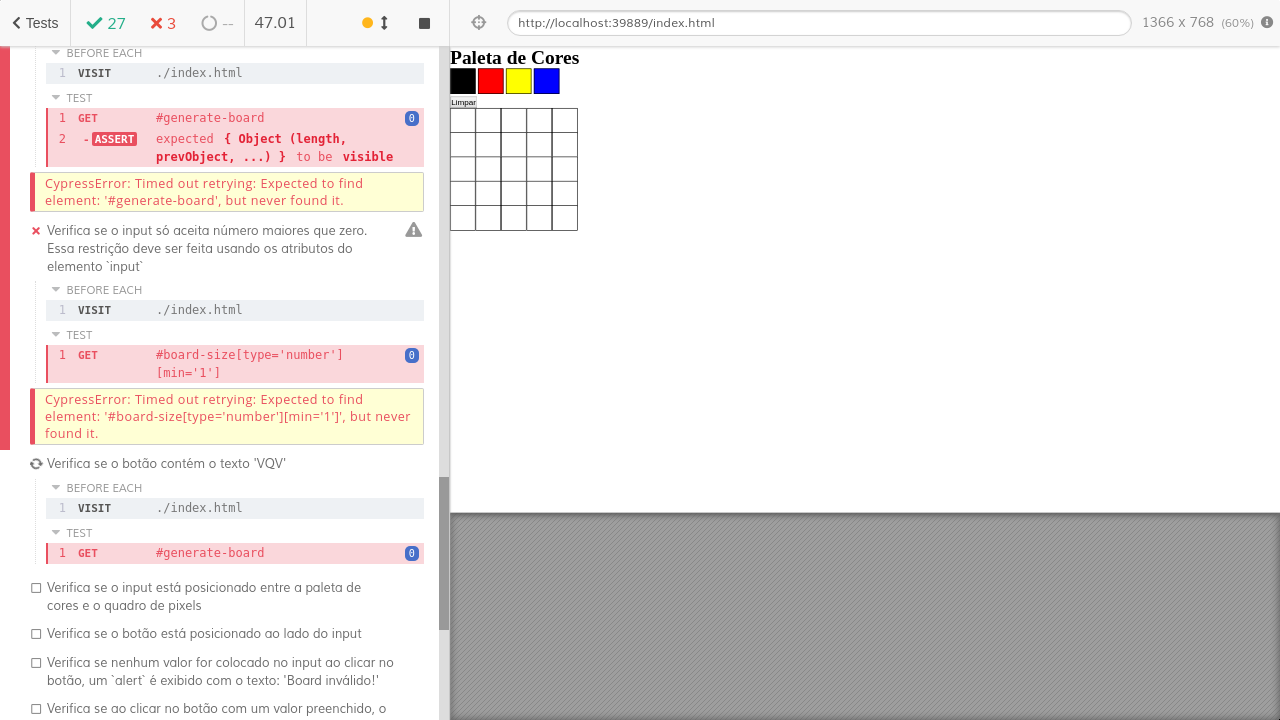 Tests
27
3
--
47.01
http://localhost:39889/index.html
1366 x 768 (60%)
BEFORE EACH
1 VISIT ./index.html
TEST
1 GET #generate-board 0
2 -ASSERT expected { Object (length,
prevObject, ...) } to be visible
CypressError: Timed out retrying: Expected to find
element: '#generate-board', but never found it.
Verifica se o input só aceita número maiores que zero.
Essa restrição deve ser feita usando os atributos do
elemento `input`
BEFORE EACH
1 VISIT ./index.html
TEST
1 GET #board-size[type='number'] 0
[min='1']
CypressError: Timed out retrying: Expected to find
element: '#board-size[type='number'][min='1']', but never
found it.
Verifica se o botão contém o texto 'VQV'
BEFORE EACH
1 VISIT ./index.html
TEST
1 GET #generate-board 0
Verifica se o input está posicionado entre a paleta de
cores e o quadro de pixels
Verifica se o botão está posicionado ao lado do input
Verifica se nenhum valor for colocado no input ao clicar no
botão, um `alert` é exibido com o texto: 'Board inválido!'
Verifica se ao clicar no botão com um valor preenchido, o
Paleta de Cores
Limpar